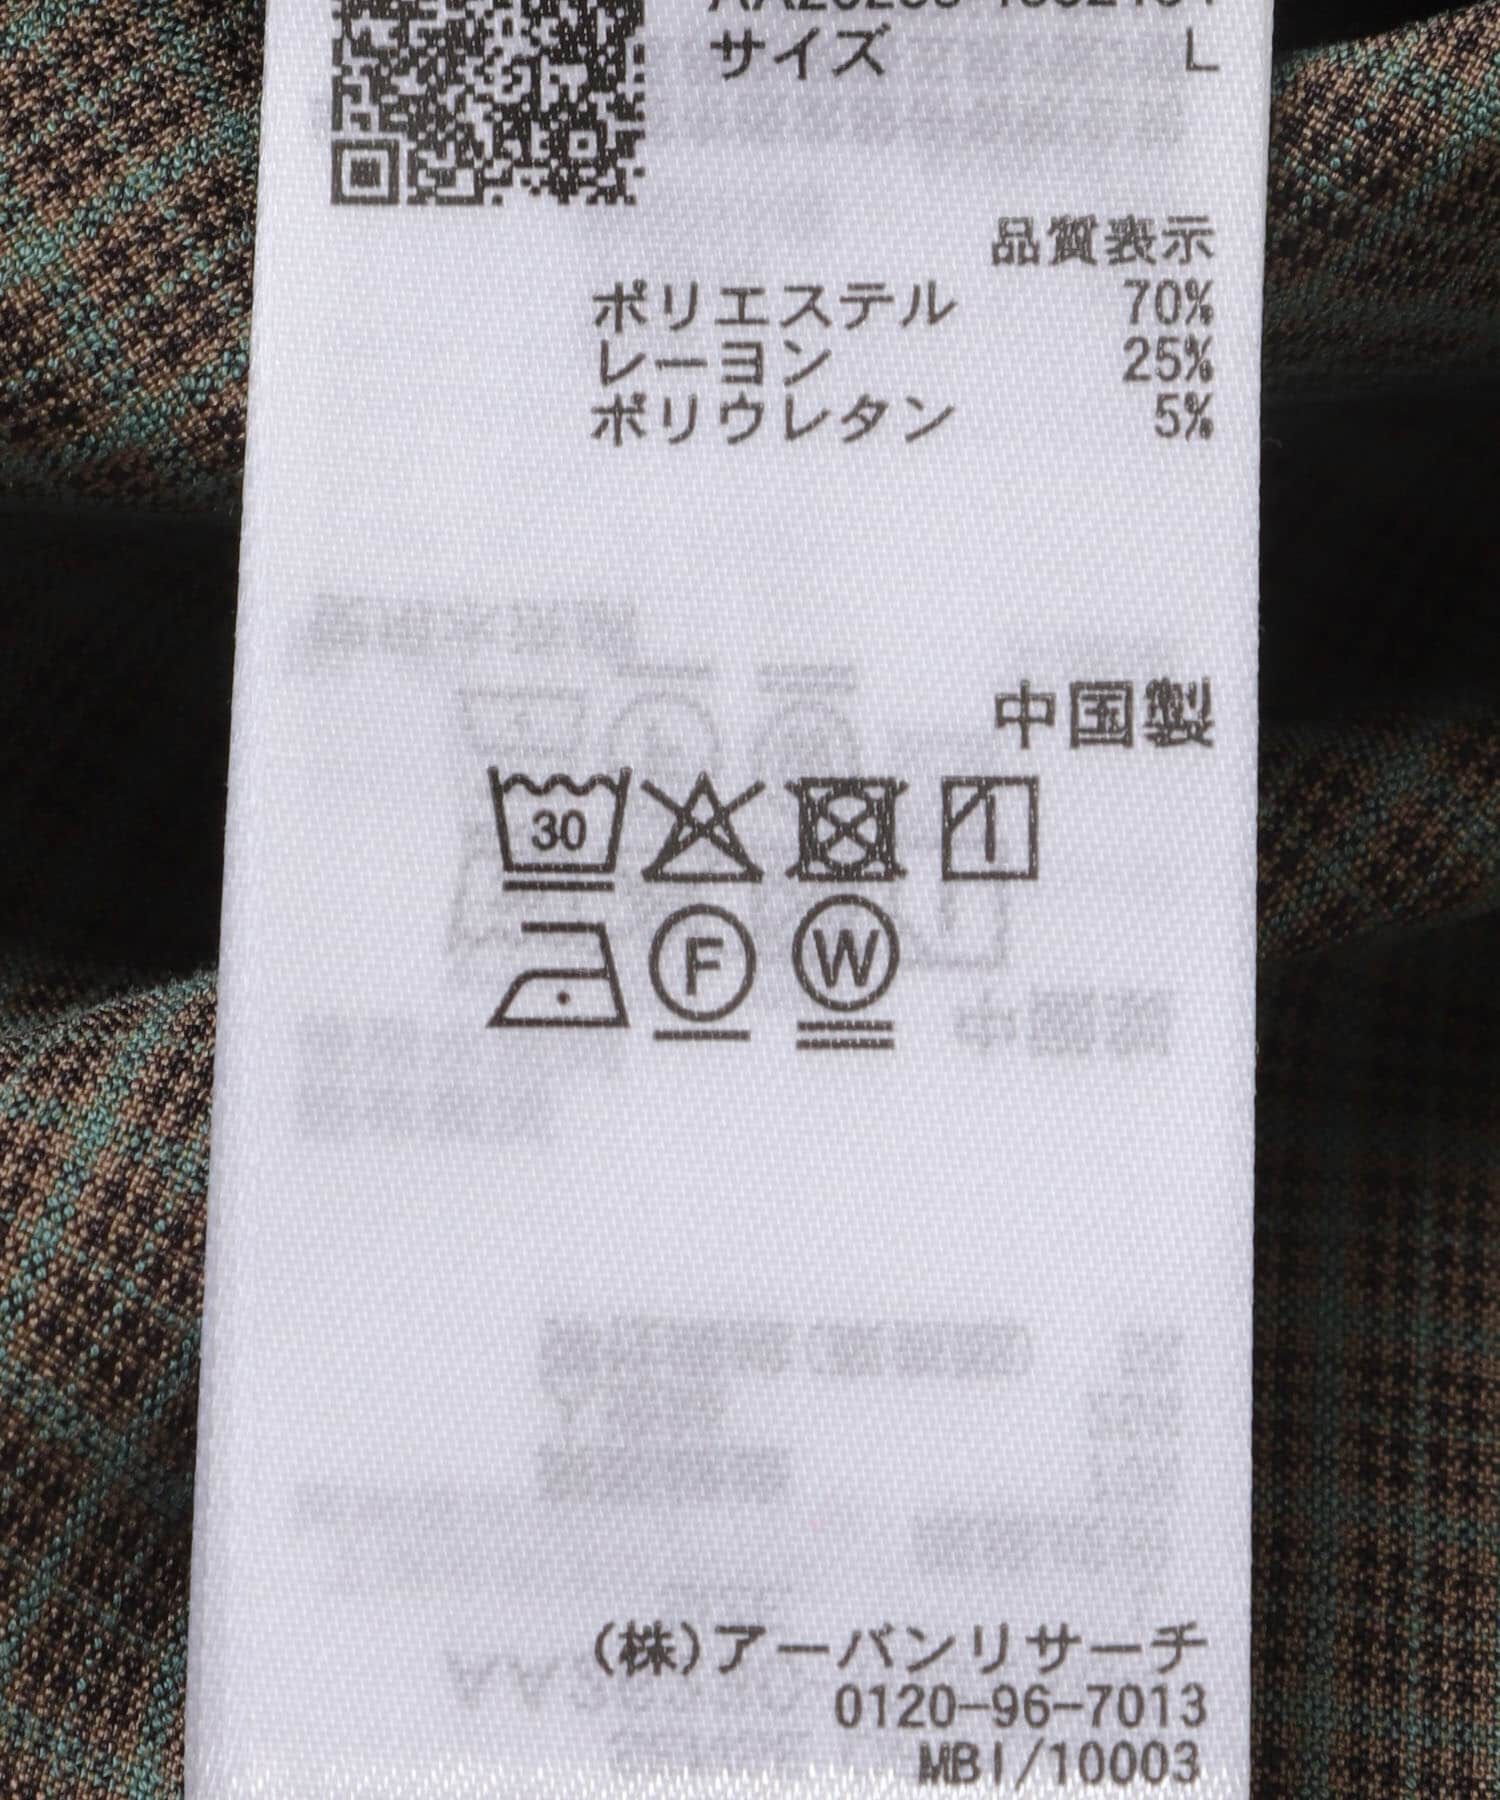 サイズ L
品質表示
ポリエステル 70%
レーヨン 25%
ポリウレタン 5%
中国製
30
F W
(株)アーバンリサーチ
0120-96-7013
MBI/10003